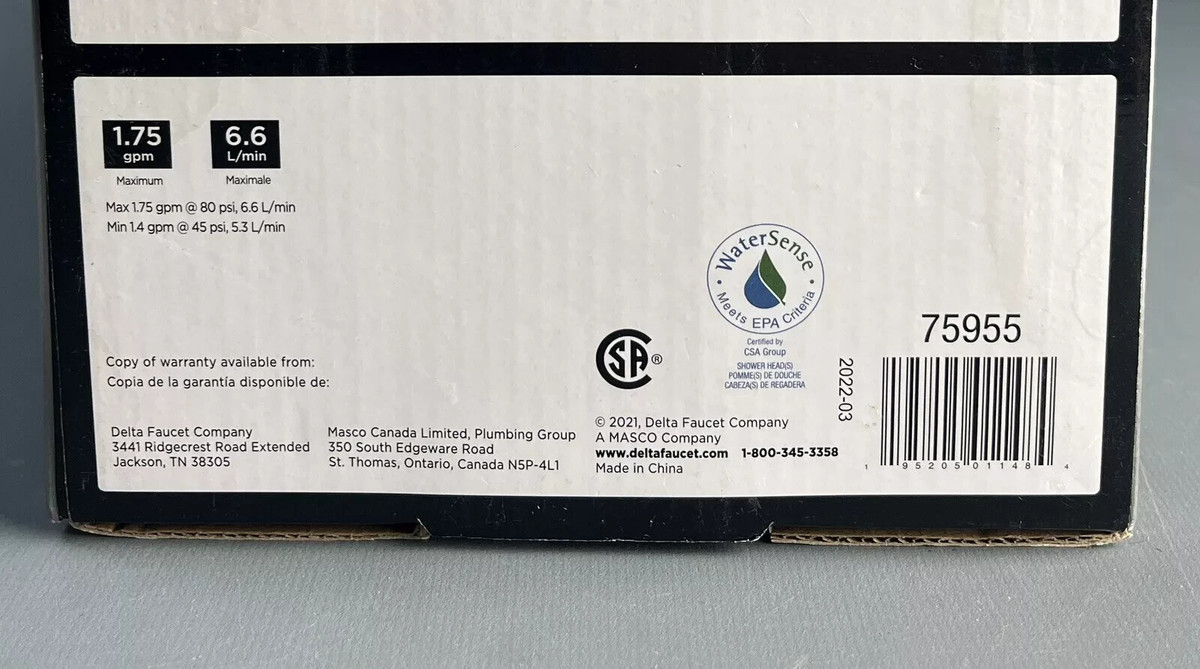 1.75
gpm
Maximum
6.6
L/min
Maximale
Max 1.75 gpm @ 80 psi, 6.6 L/min
Min 1.4 gpm @ 45 psi, 5.3 L/min
Copy of warranty available from:
Copia de la garantía disponible de:
Delta Faucet Company
3441 Ridgecrest Road Extended
Jackson, TN 38305
Masco Canada Limited, Plumbing Group
350 South Edgeware Road
St. Thomas, Ontario, Canada N5P-4L1
SA®
© 2021, Delta Faucet Company
A MASCO Company
www.deltafaucet.com 1-800-345-3358
Made in China
WaterSense
Meets EPA Criteria
Certified by
CSA Group
SHOWER HEAD(S)
POMME(S) DE DOUCHE
CABEZA(S) DE REGADERA
2022-03
75955
1 95205 01148 4